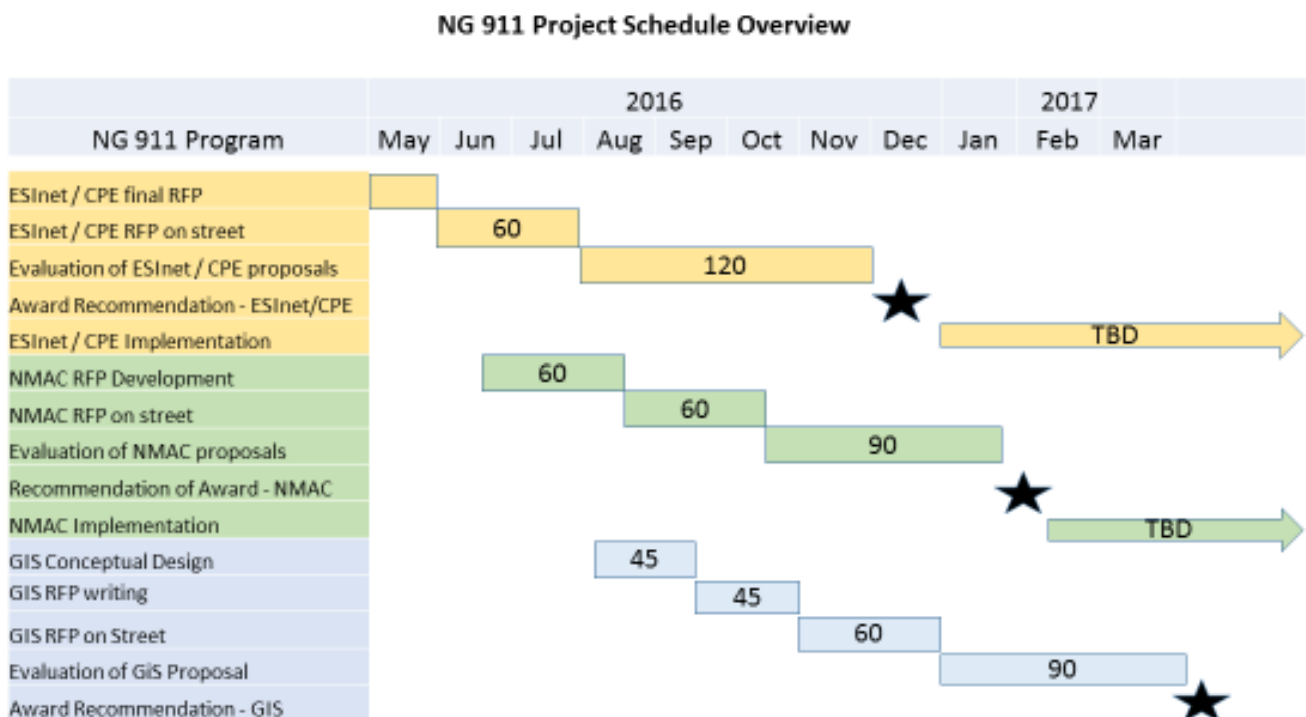 NG 911 Project Schedule Overview
2016 2017
NG 911 Program May Jun Jul Aug Sep Oct Nov Dec Jan Feb Mar
ESInet / CPE final RFP
ESInet / CPE RFP on street 60
Evaluation of ESInet / CPE proposals 120
Award Recommendation - ESInet/CPE
ESInet / CPE Implementation TBD
NMAC RFP Development 60
NMAC RFP on street 60
Evaluation of NMAC proposals 90
Recommendation of Award - NMAC
NMAC Implementation TBD
GIS Conceptual Design 45
GIS RFP writing 45
GIS RFP on Street 60
Evaluation of GiS Proposal 90
Award Recommendation - GIS